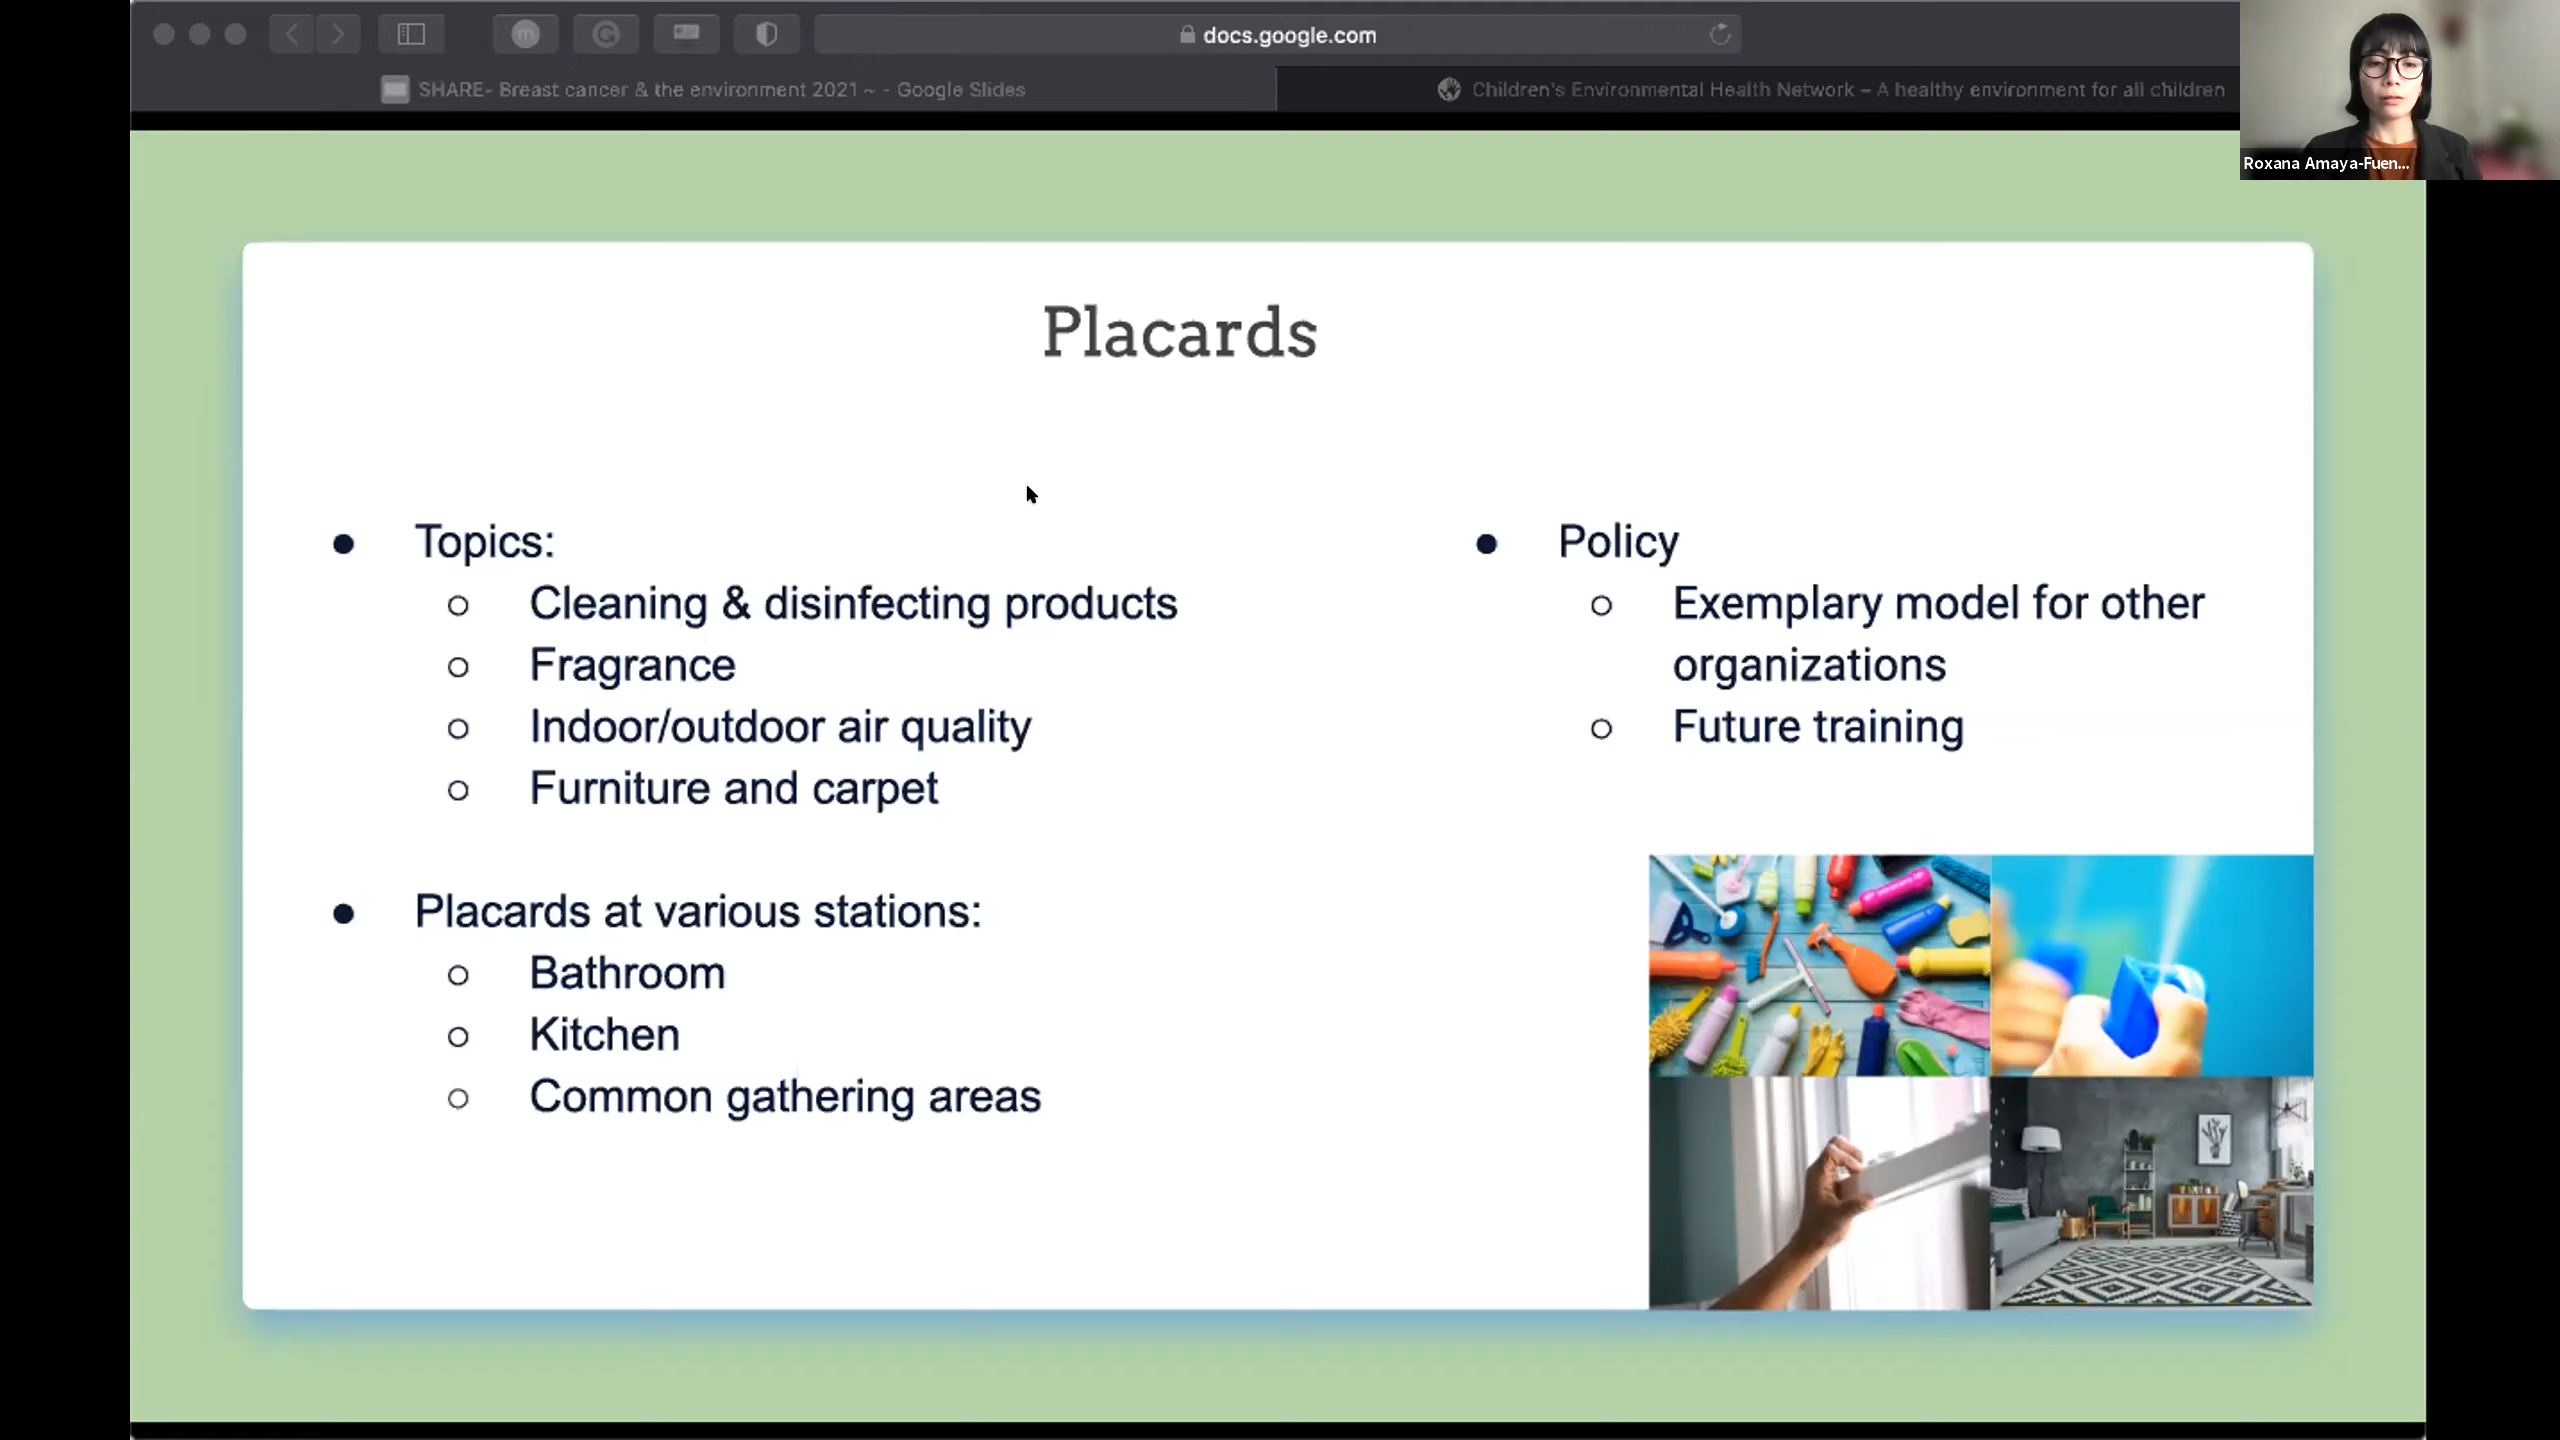 docs.google.com
SHARE- Breast cancer & the environment 2021 ~ - Google Slides
Children's Environmental Health Network – A healthy environment for all children
Roxana Amaya-Fuen...
Placards
Topics:
Cleaning & disinfecting products
Fragrance
Indoor/outdoor air quality
Furniture and carpet
Placards at various stations:
Bathroom
Kitchen
Common gathering areas
Policy
Exemplary model for other
organizations
Future training